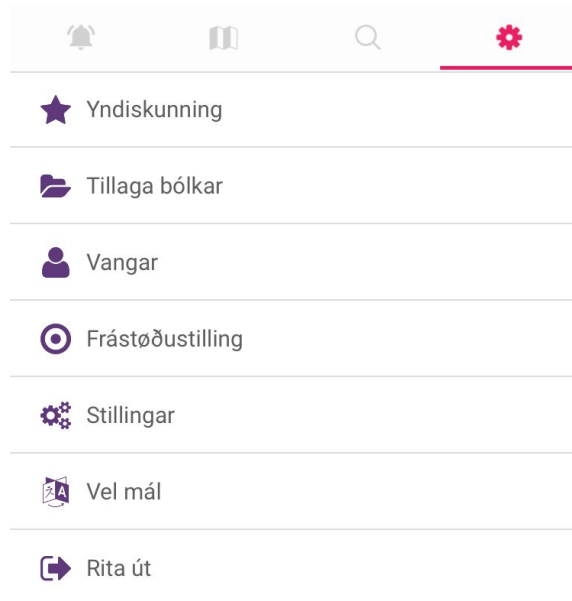 Yndiskunning
Tillaga bólkar
Vangar
Frástøðustilling
Stillingar
Vel mál
Rita út